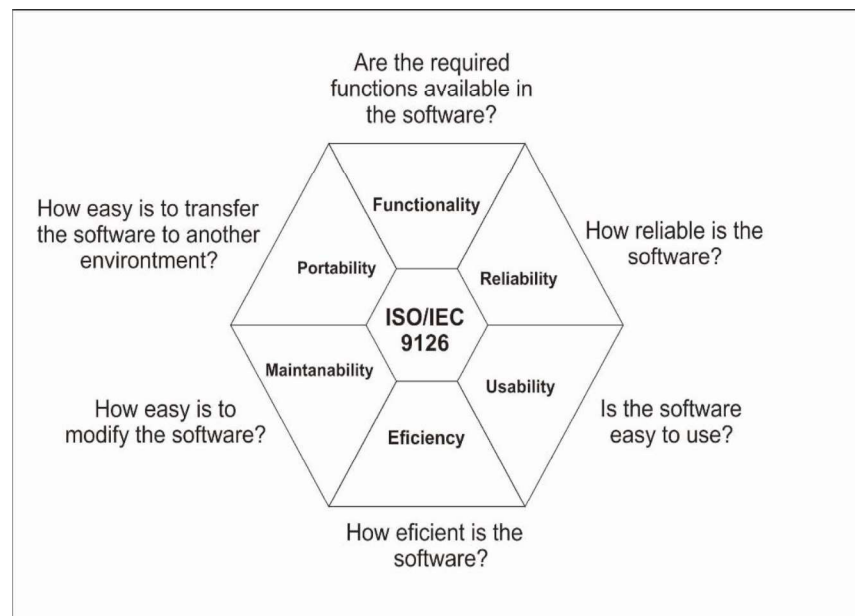 Are the required
functions available in
the software?
Functionality
How easy is to transfer
the software to another
environtment?
Portability
How reliable is the
software?
Reliability
ISO/IEC
9126
Maintanability
Usability
How easy is to
modify the software?
Is the software
easy to use?
Eficiency
How eficient is the
software?